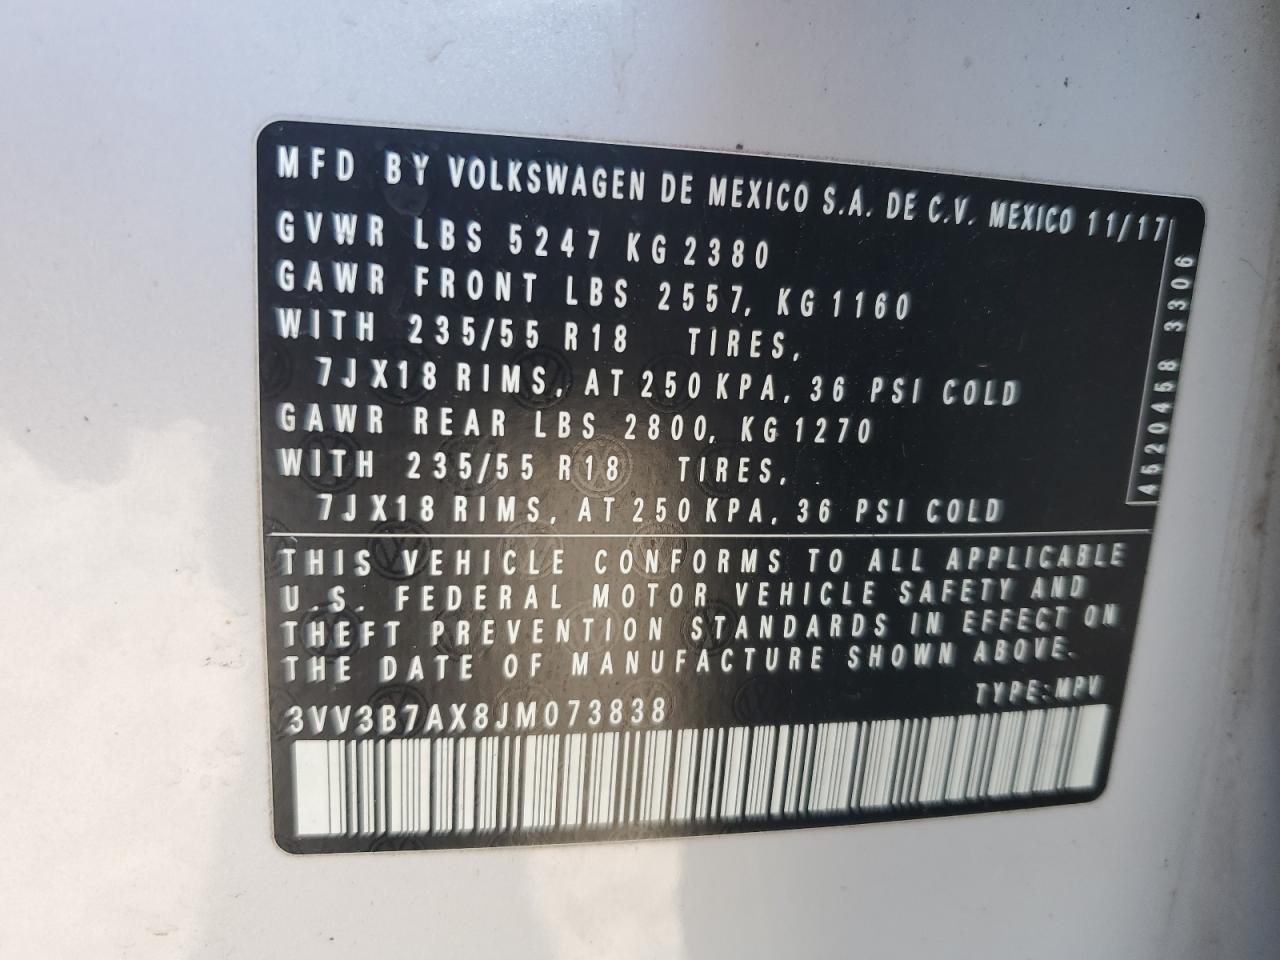 MFD BY VOLKSWAGEN DE MEXICO S.A. DE C.V. MEXICO 11/17
GVWR LBS 5247 KG 2380
GAWR FRONT LBS 2557, KG 1160
WITH 235/55 R18 TIRES,
7JX18 RIMS, AT 250 KPA, 36 PSI COLD
GAWR REAR LBS 2800, KG 1270
WITH 235/55 R18 TIRES,
7JX18 RIMS, AT 250 KPA, 36 PSI COLD
4520458 3306
THIS VEHICLE CONFORMS TO ALL APPLICABLE
U.S. FEDERAL MOTOR VEHICLE SAFETY AND
THEFT PREVENTION STANDARDS IN EFFECT ON
THE DATE OF MANUFACTURE SHOWN ABOVE.
TYPE: MPV
3VV3B7AX8JM073838